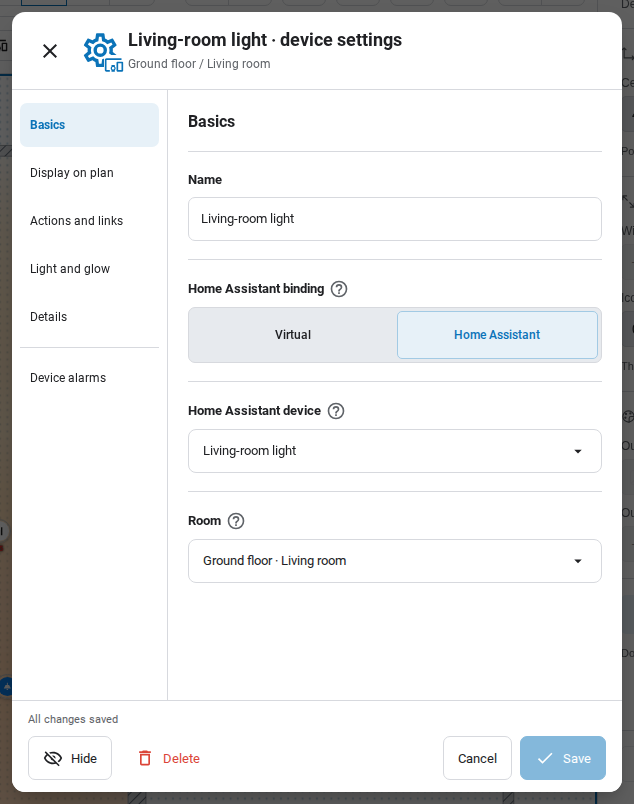 Living-room light · device settings
Ground floor / Living room
Basics
Display on plan
Actions and links
Light and glow
Details
Device alarms
Basics
Name
Living-room light
Home Assistant binding ?
Virtual
Home Assistant
Home Assistant device ?
Living-room light
Room ?
Ground floor · Living room
All changes saved
Hide
Delete
Cancel
Save